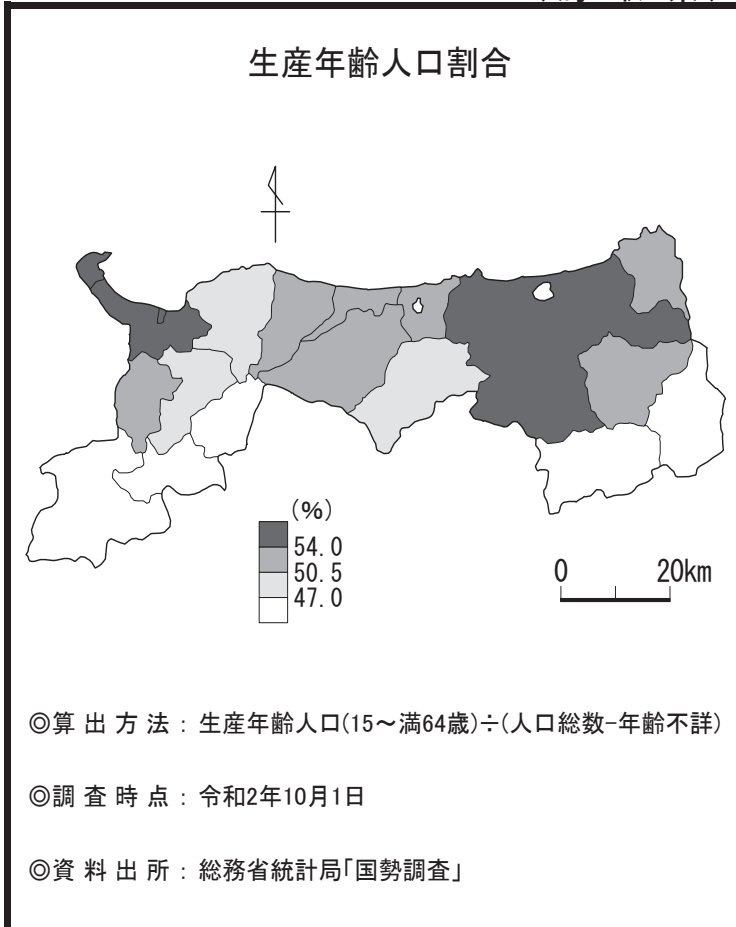 生産年齢人口割合
(%)
54.0
50.5
47.0
0 20km
◎算出方法：生産年齢人口(15～満64歳)÷(人口総数-年齢不詳)
◎調査時点：令和2年10月1日
◎資料出所：総務省統計局「国勢調査」